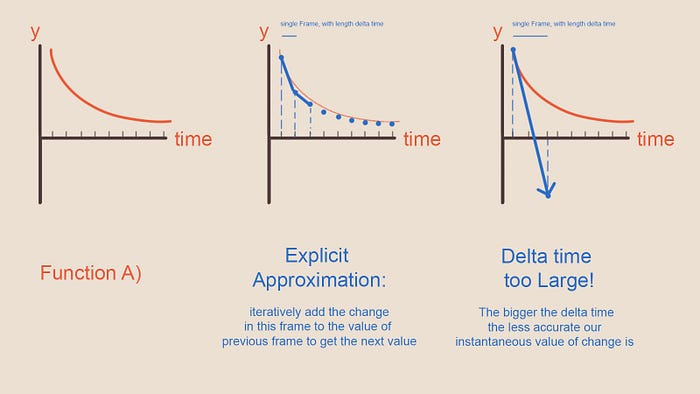 y
time
Function A)
single Frame, with length delta time
y
time
Explicit
Approximation:
iteratively add the change
in this frame to the value of
previous frame to get the next value
single Frame, with length delta time
y
time
Delta time
too Large!
The bigger the delta time
the less accurate our
instantaneous value of change is